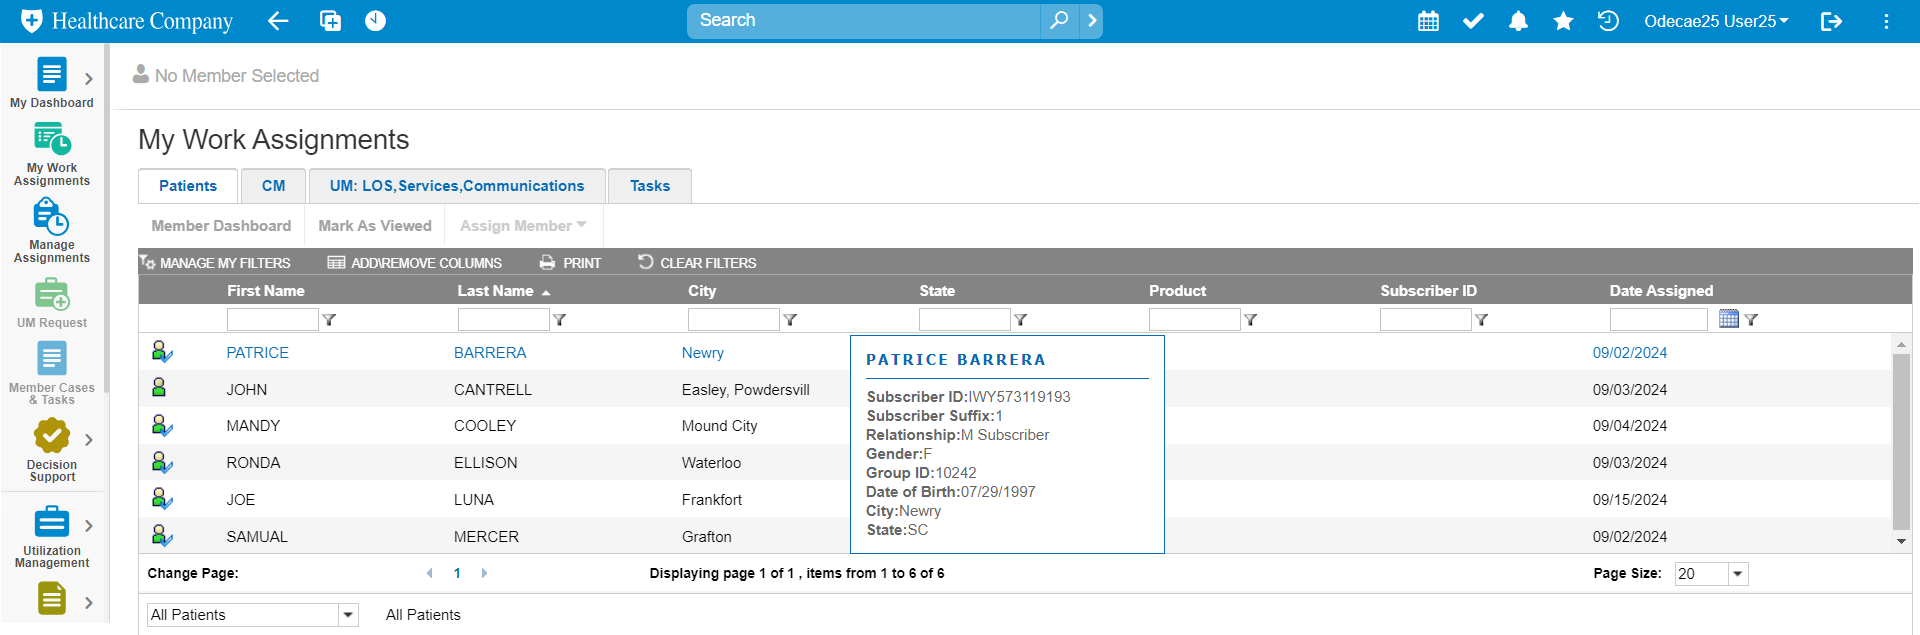 Healthcare Company
Search
Odecae25 User25
My Dashboard
My Work
Assignments
Manage
Assignments
UM Request
Member Cases
& Tasks
Decision
Support
Utilization
Management
No Member Selected
My Work Assignments
Patients CM UM: LOS,Services,Communications Tasks
Member Dashboard Mark As Viewed Assign Member
MANAGE MY FILTERS ADD\REMOVE COLUMNS PRINT CLEAR FILTERS
First Name Last Name City State Product Subscriber ID Date Assigned
PATRICE BARRERA Newry 09/02/2024
JOHN CANTRELL Easley, Powdersvill 09/03/2024
MANDY COOLEY Mound City 09/04/2024
RONDA ELLISON Waterloo 09/03/2024
JOE LUNA Frankfort 09/15/2024
SAMUAL MERCER Grafton 09/02/2024
PATRICE BARRERA
Subscriber ID:IWY573119193
Subscriber Suffix:1
Relationship:M Subscriber
Gender:F
Group ID:10242
Date of Birth:07/29/1997
City:Newry
State:SC
Change Page: 1 Displaying page 1 of 1 , items from 1 to 6 of 6 Page Size: 20
All Patients All Patients